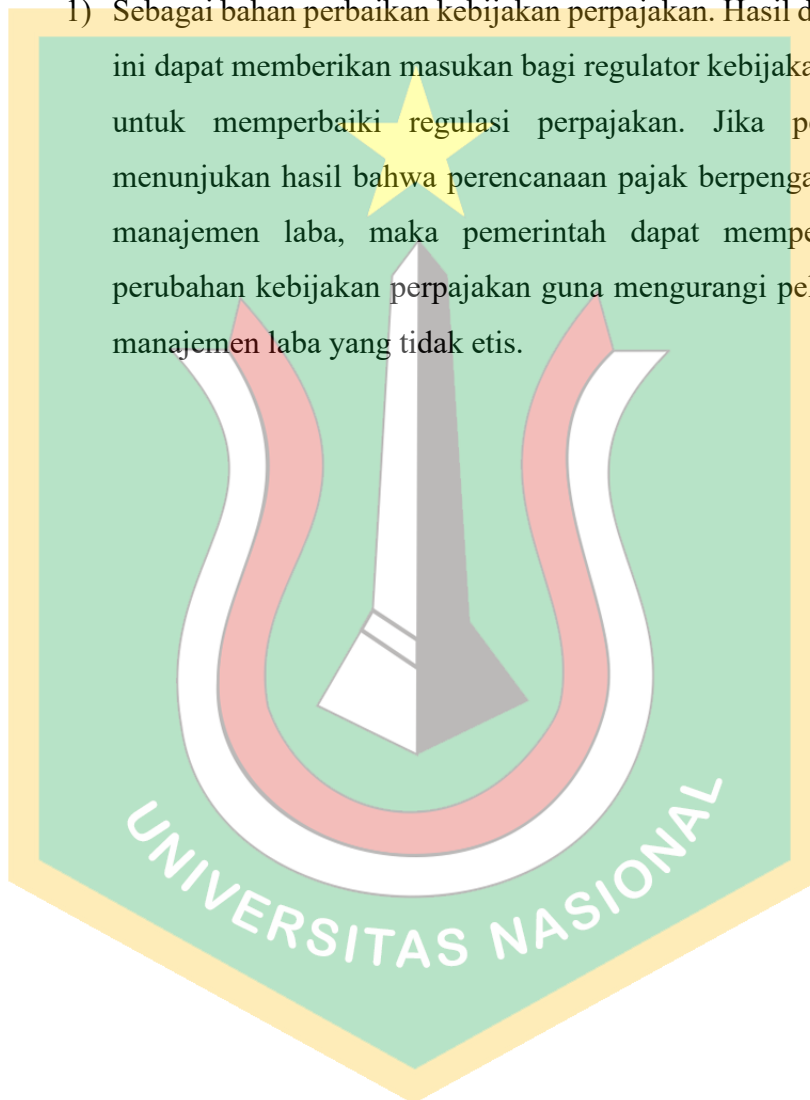 1) Sebagai bahan perbaikan kebijakan perpajakan. Hasil
ini dapat memberikan masukan bagi regulator
untuk memperbaiki regulasi perpajakan. Jika
menunjukan hasil bahwa perencanaan pajak
manajemen laba, maka pemerintah dapat
perubahan kebijakan perpajakan guna mengurangi
manajemen laba yang tidak etis.
UNIVERSITAS NASIONAL